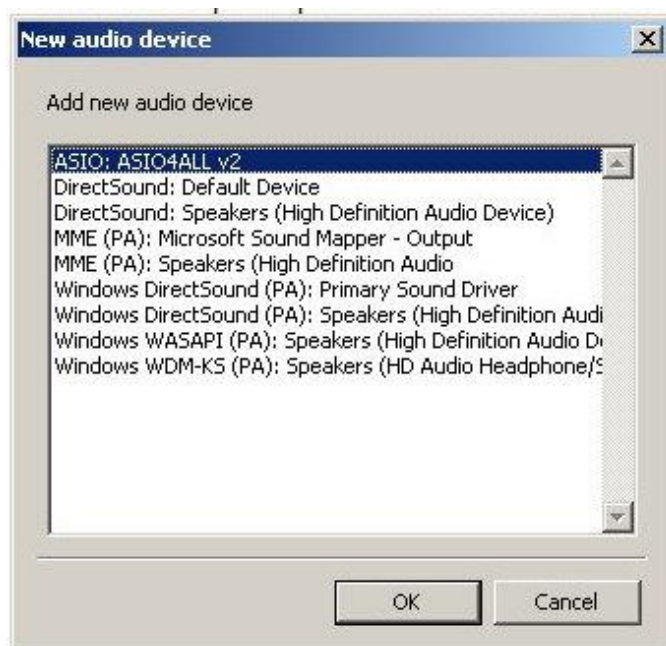 New audio device
Add new audio device
ASIO: ASIO4ALL v2
DirectSound: Default Device
DirectSound: Speakers (High Definition Audio Device)
MME (PA): Microsoft Sound Mapper - Output
MME (PA): Speakers (High Definition Audio
Windows DirectSound (PA): Primary Sound Driver
Windows DirectSound (PA): Speakers (High Definition Audi
Windows WASAPI (PA): Speakers (High Definition Audio D
Windows WDM-KS (PA): Speakers (HD Audio Headphone/S
OK
Cancel